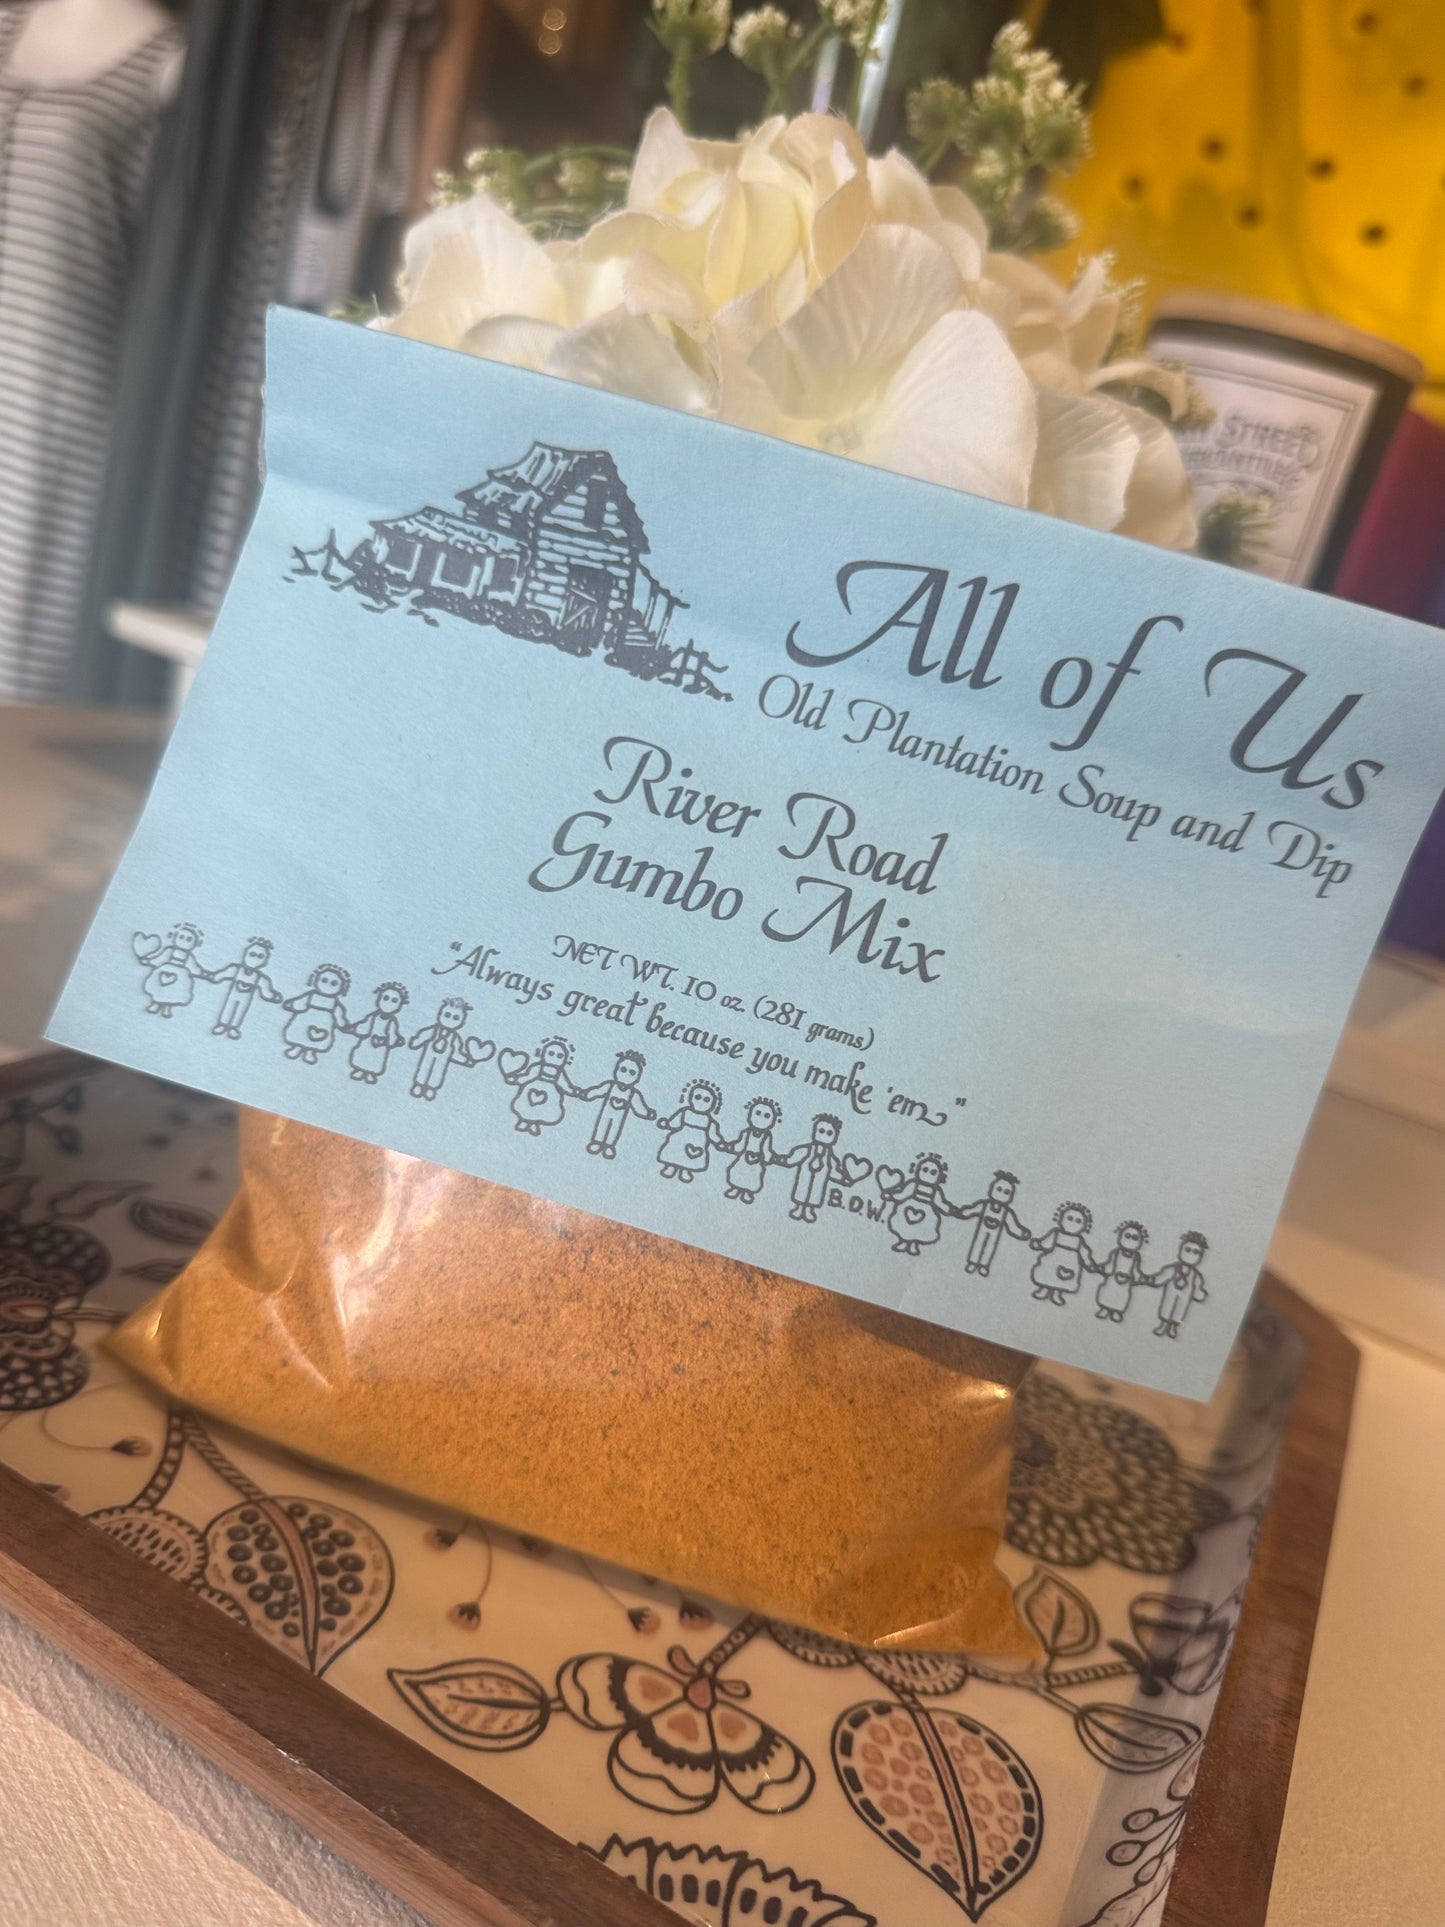 All of Us
Old Plantation Soup and Dip
River Road
Gumbo Mix
NET WT. 10 oz. (281 grams)
"Always great because you make 'em"
B.D.W.
STREET